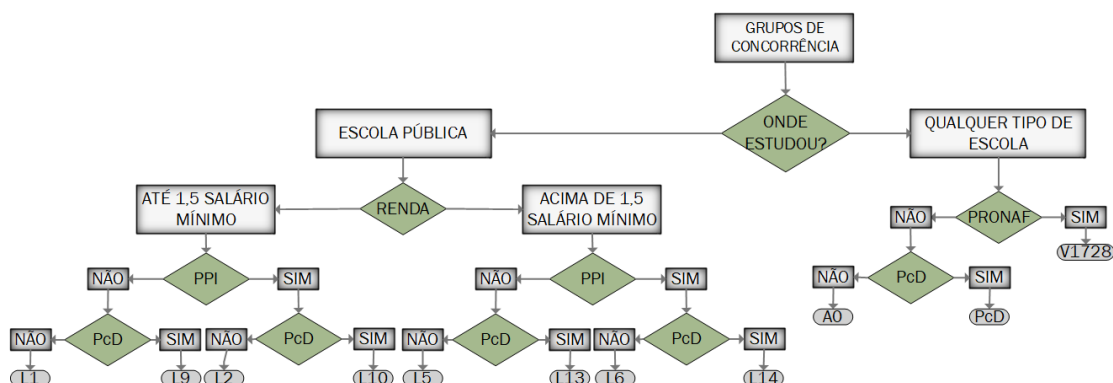 GRUPOS DE
CONCORRÊNCIA
ONDE
ESTUDOU?
ESCOLA PÚBLICA
QUALQUER TIPO DE
ESCOLA
RENDA
ATÉ 1,5 SALÁRIO
MÍNIMO
ACIMA DE 1,5
SALÁRIO MÍNIMO
NÃO
PRONAF
SIM
V1728
NÃO
PPI
SIM
NÃO
PPI
SIM
NÃO
PcD
SIM
A0
PcD
NÃO
PcD
SIM
NÃO
PcD
SIM
NÃO
PcD
SIM
NÃO
PcD
SIM
L1
L9
L2
L10
L5
L13
L6
L14